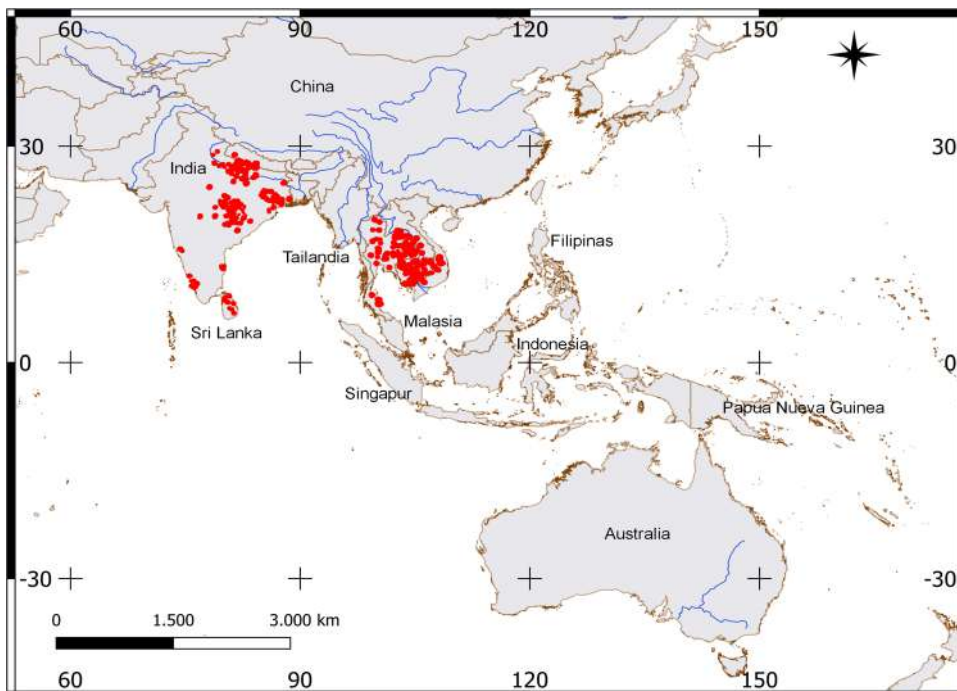 60 90 120 150
China
30 30
India
Filipinas
Tailandia
Malasia
Sri Lanka
Indonesia
0 0
Singapur
Papua Nueva Guinea
Australia
-30 -30
0 1.500 3.000 km
60 90 120 150